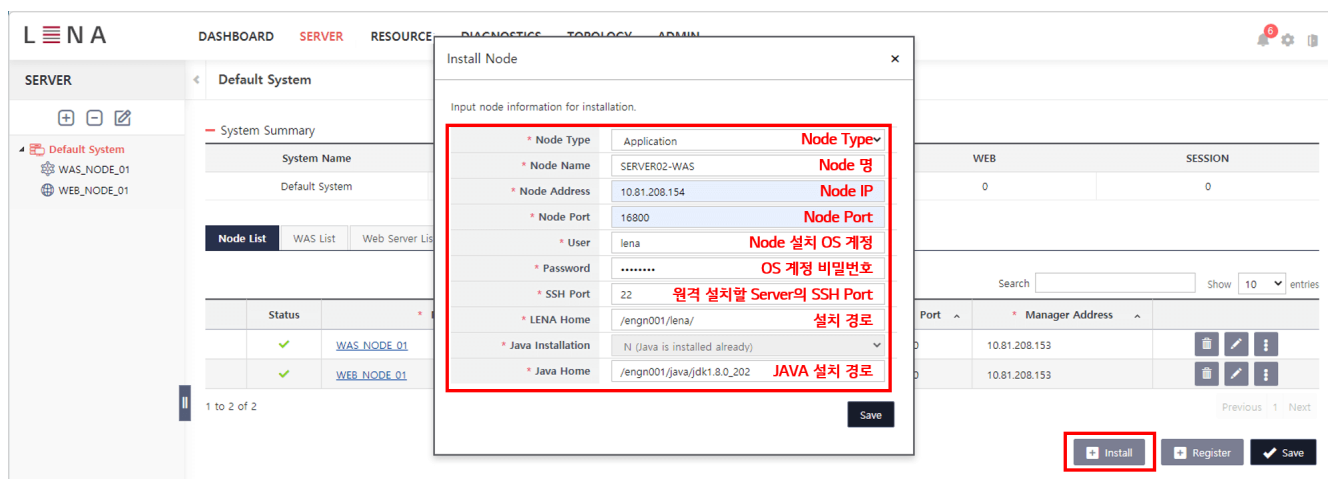 LENA
DASHBOARD SERVER RESOURCE DIAGNOSTICS TOPOLOGY ADMIN
6
SERVER
Default System
Default System
WAS_NODE_01
WEB_NODE_01
System Summary
System Name WEB SESSION
Default System 0 0
Node List WAS List Web Server Lis
Search Show 10 entries
Status * Port * Manager Address
WAS_NODE_01 0 10.81.208.153
WEB_NODE_01 0 10.81.208.153
1 to 2 of 2 Previous 1 Next
Install Register Save
Install Node ×
Input node information for installation.
* Node Type Application Node Type
* Node Name SERVER02-WAS Node 명
* Node Address 10.81.208.154 Node IP
* Node Port 16800 Node Port
* User lena Node 설치 OS 계정
* Password •••••••• OS 계정 비밀번호
* SSH Port 22 원격 설치할 Server의 SSH Port
* LENA Home /engn001/lena/ 설치 경로
* Java Installation N (Java is installed already)
* Java Home /engn001/java/jdk1.8.0_202 JAVA 설치 경로
Save